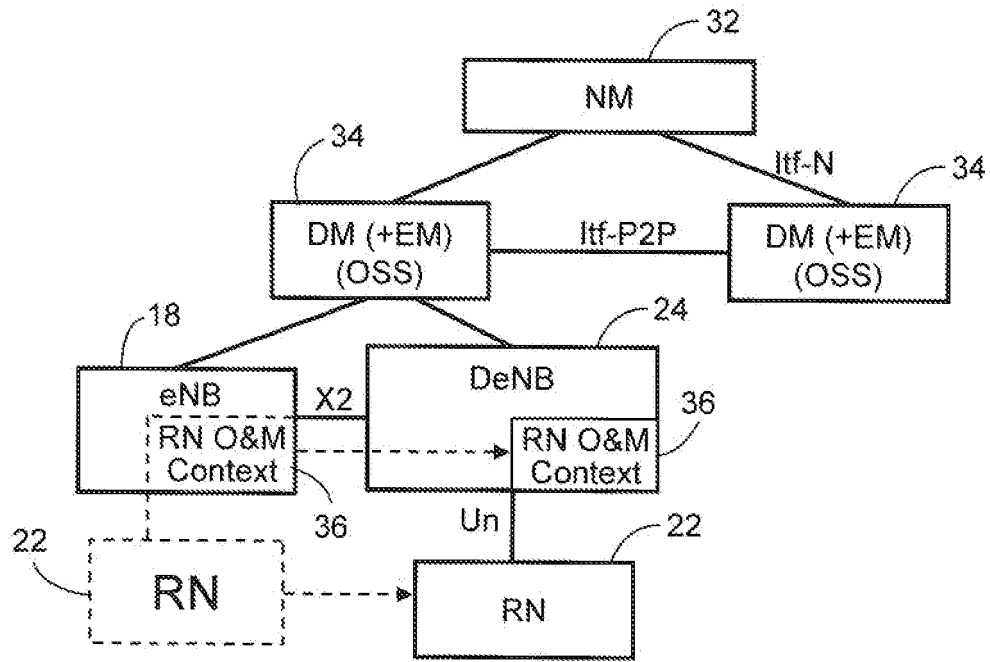 32
NM
34
Itf-N
34
DM (+EM)
(OSS)
Itf-P2P
DM (+EM)
(OSS)
18
24
eNB
X2
DeNB
36
RN O&M
Context
RN O&M
Context
36
Un
22
22
RN
RN